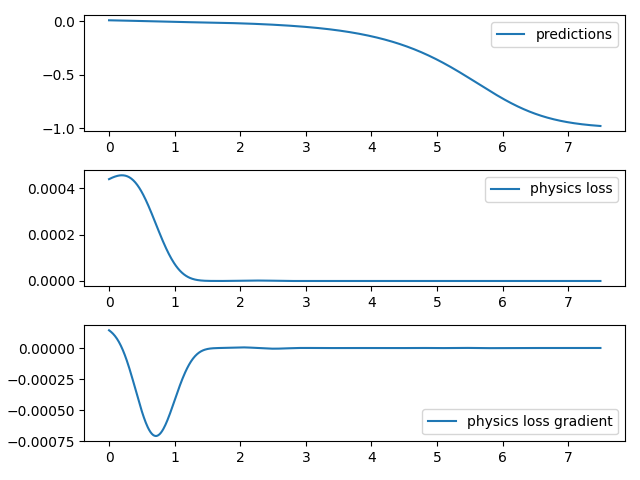 0.0
−0.5
−1.0
predictions
0 1 2 3 4 5 6 7
0.0004
0.0002
0.0000
physics loss
0 1 2 3 4 5 6 7
0.00000
−0.00025
−0.00050
−0.00075
physics loss gradient
0 1 2 3 4 5 6 7